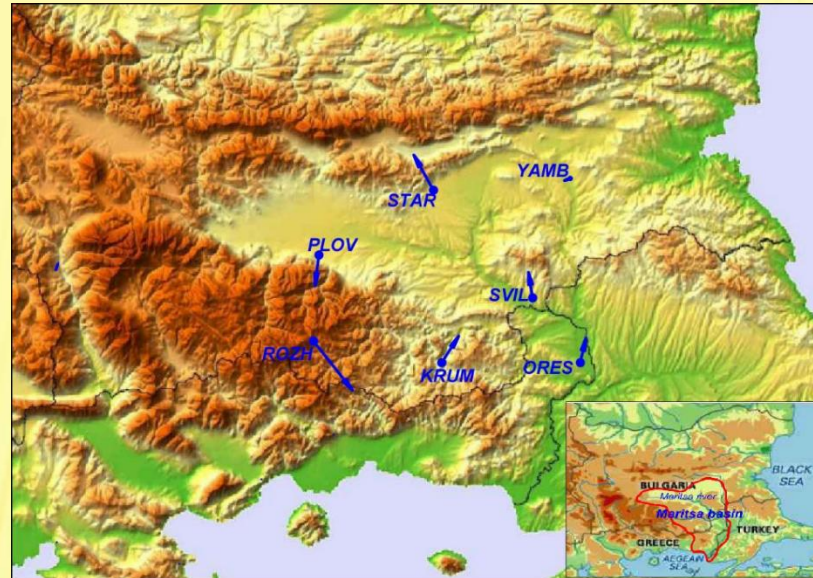 YAMB
STAR
PLOV
SVIL
ROZH
KRUM
ORES
BLACK
SEA
BULGARIA
Maritsa river
Maritsa basin
TURKEY
GREECE
AEGEAN
SEA